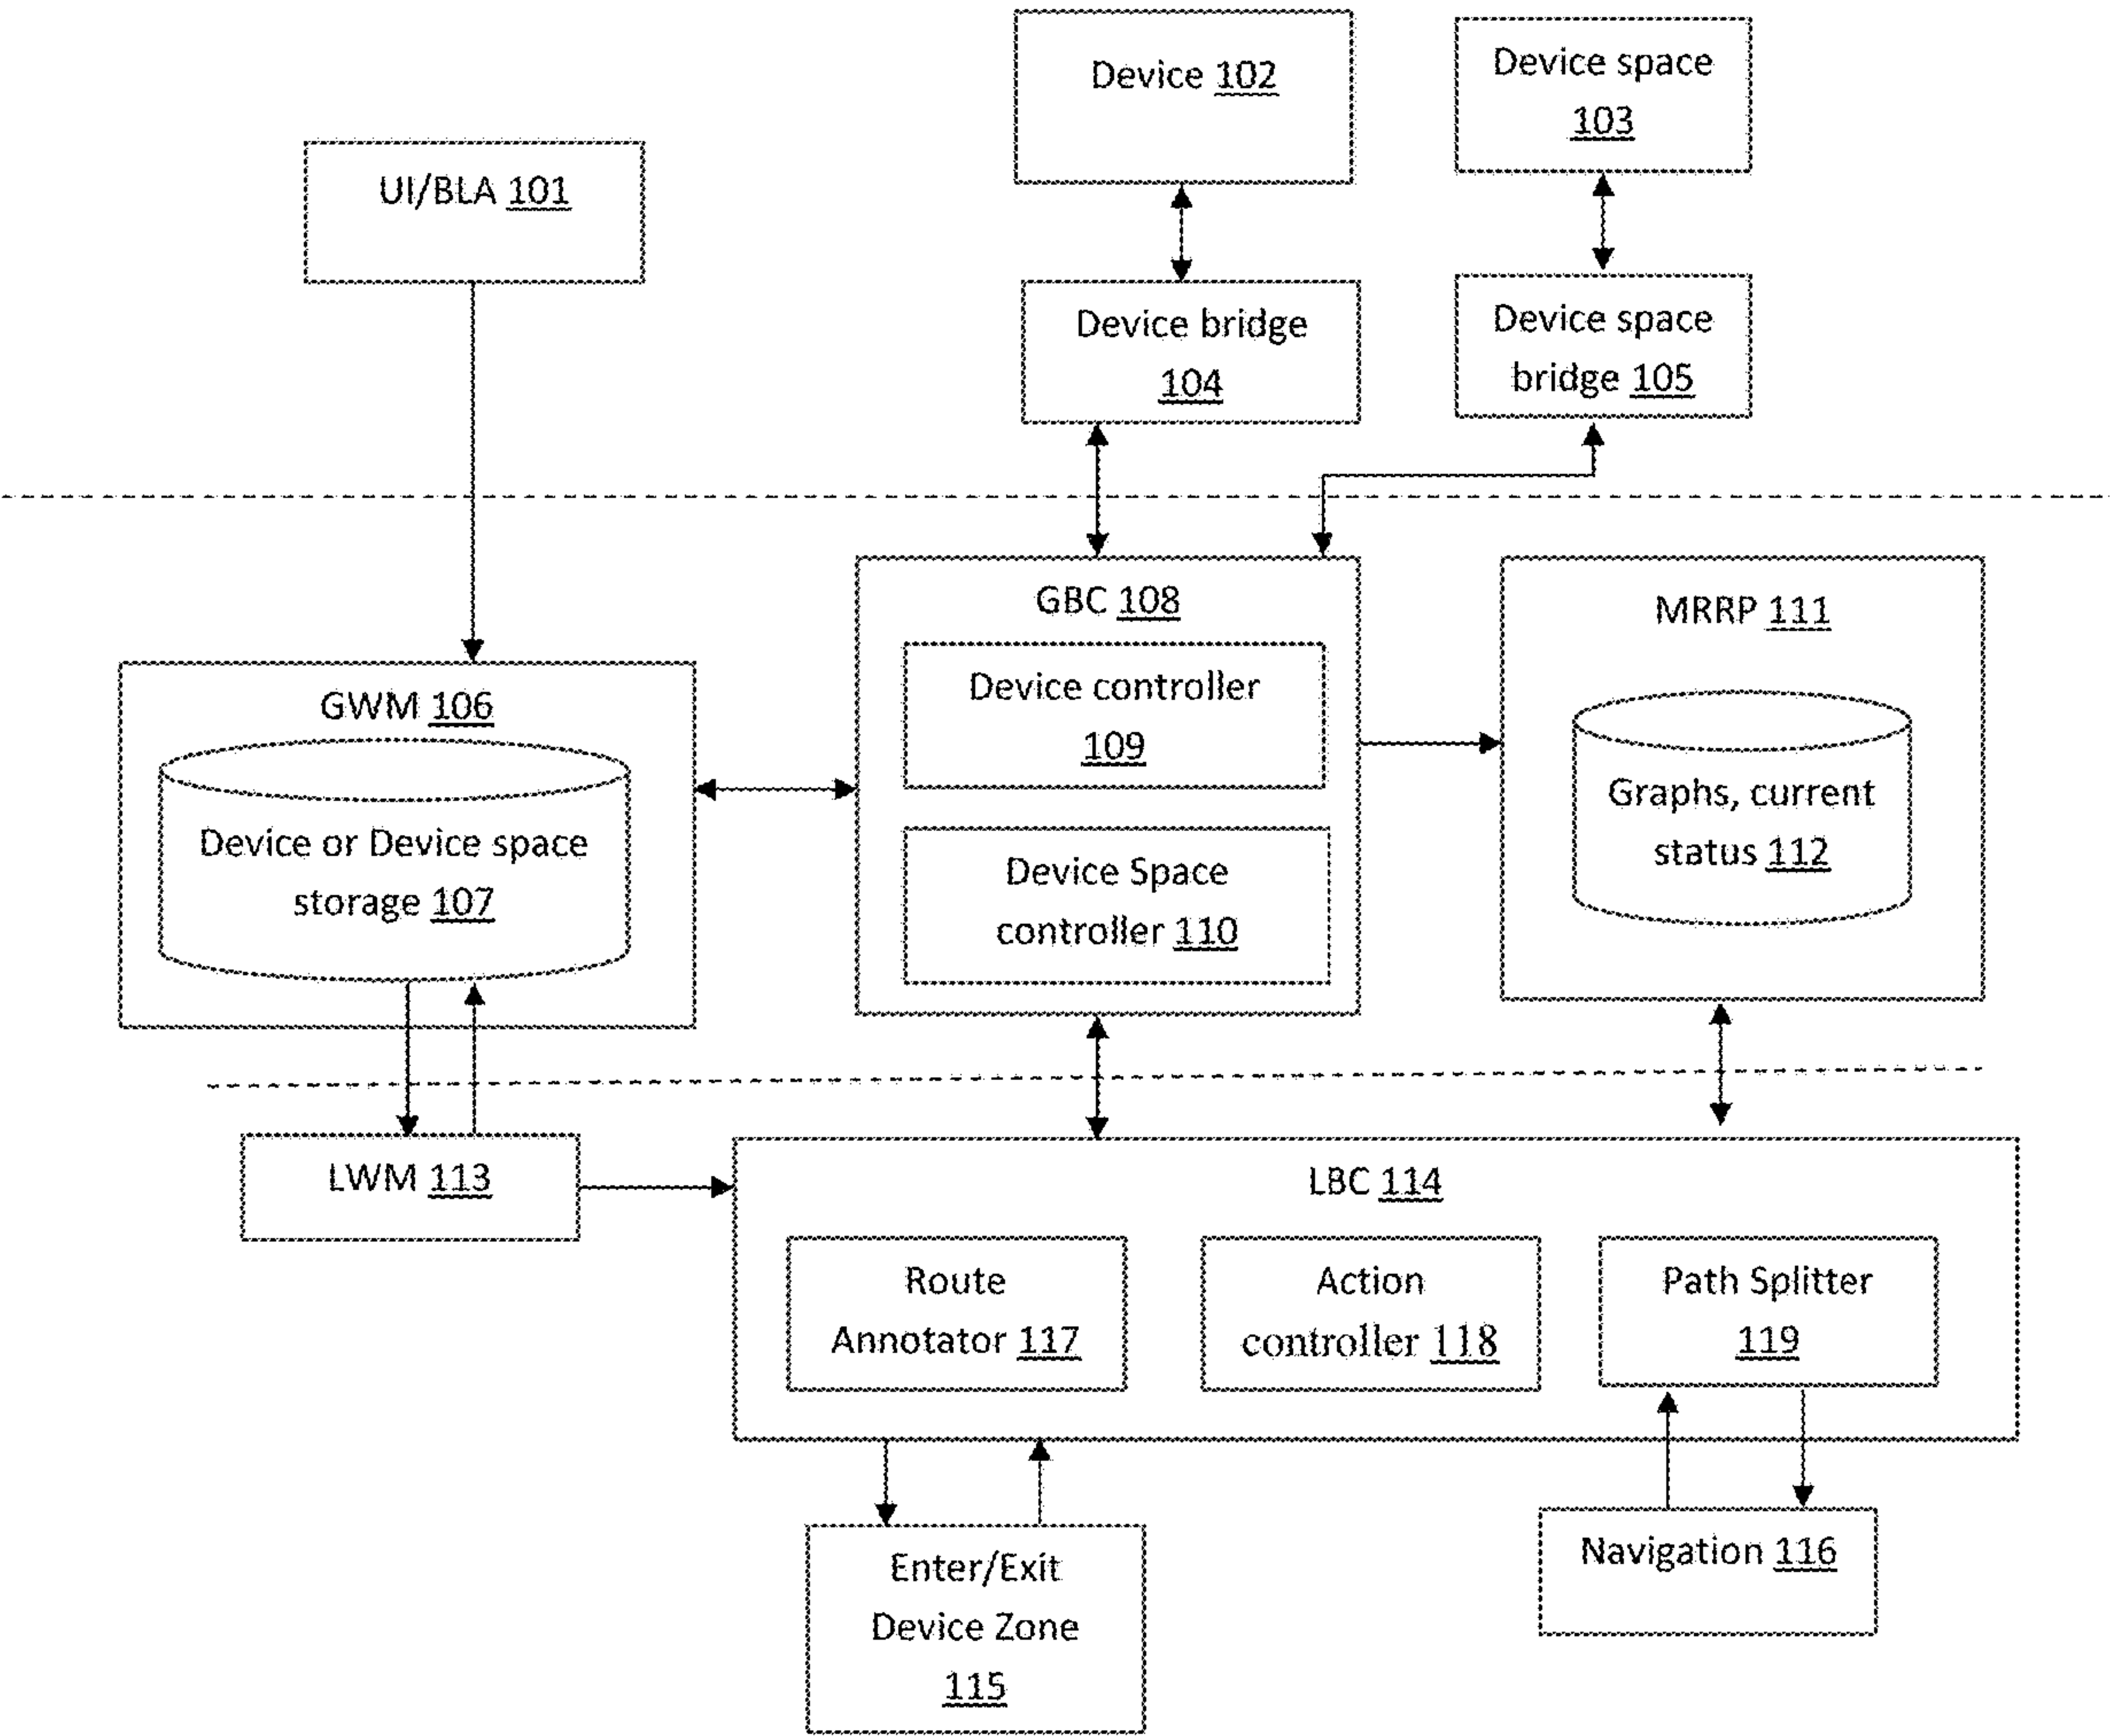 Device 102
Device space
103
UI/BLA 101
Device bridge
104
Device space
bridge 105
GWM 106
Device or Device space
storage 107
GBC 108
Device controller
109
Device Space
controller 110
MRRP 111
Graphs, current
status 112
LWM 113
LBC 114
Route
Annotator 117
Action
controller 118
Path Splitter
119
Enter/Exit
Device Zone
115
Navigation 116